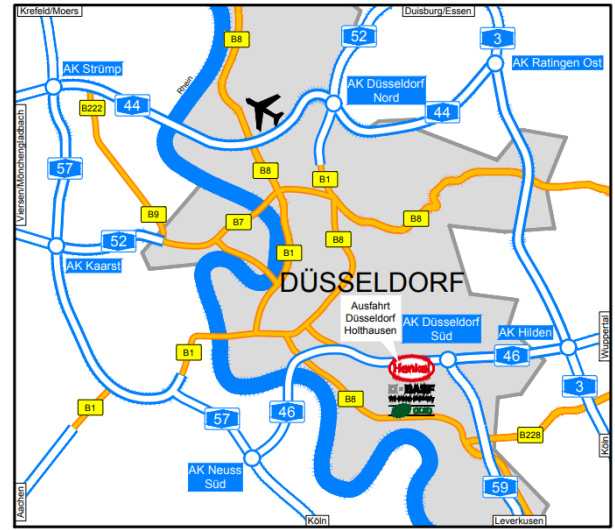 Krefeld/Moers
Duisburg/Essen
B8
52
3
AK Strümp
AK Ratingen Ost
AK Düsseldorf
Nord
Rhein
B222
44
44
Viersen/Mönchengladbach
57
B8
B1
B9
B7
B8
52
B8
B1
AK Kaarst
DÜSSELDORF
Ausfahrt
Düsseldorf
Holthausen
AK Düsseldorf
Süd
AK Hilden
Wuppertal
B1
46
Henkel
3
BASF
B1
B8
57
46
B228
Köln
AK Neuss
Süd
59
Aachen
Köln
Leverkusen